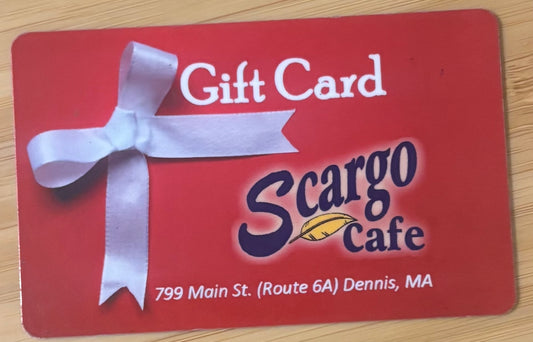 Gift Card
Scargo
Cafe
799 Main St. (Route 6A) Dennis, MA